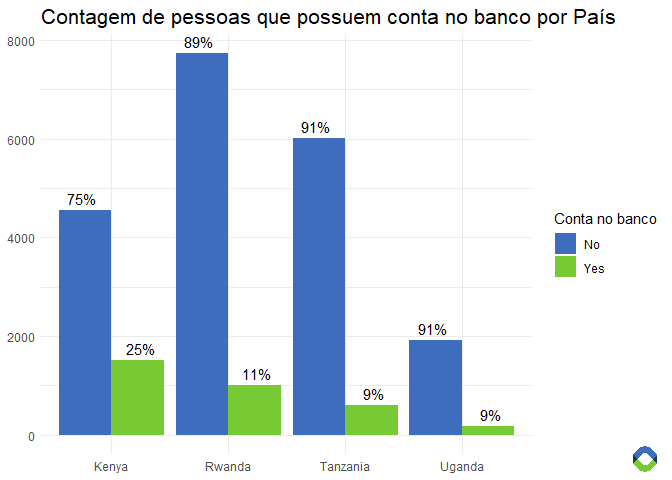 Contagem de pessoas que possuem conta no banco por País
8000
6000
4000
2000
0
75%
25%
89%
11%
91%
9%
91%
9%
Kenya
Rwanda
Tanzania
Uganda
Conta no banco
No
Yes